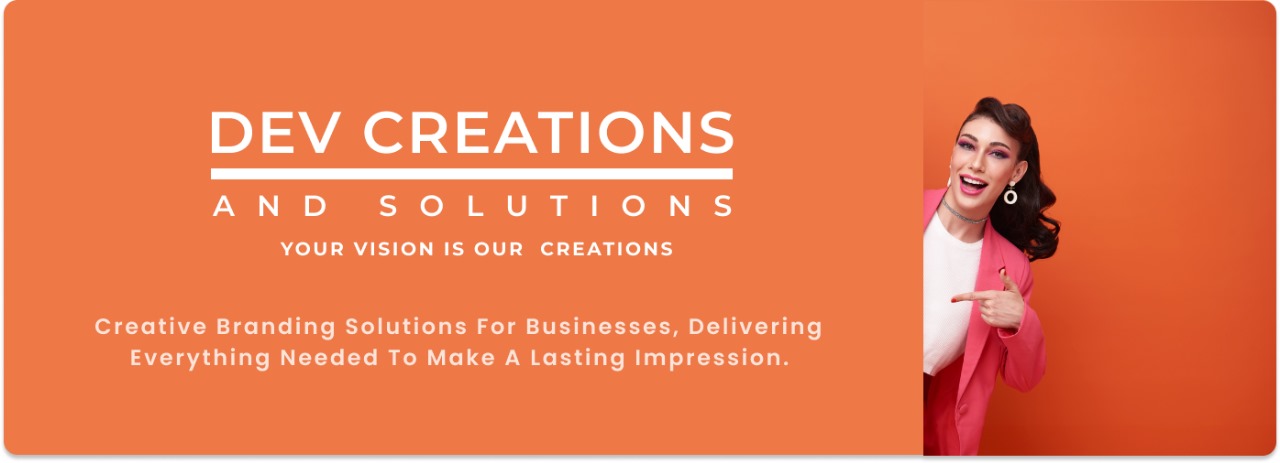 DEV CREATIONS
AND SOLUTIONS
YOUR VISION IS OUR CREATIONS
Creative Branding Solutions For Businesses, Delivering
Everything Needed To Make A Lasting Impression.